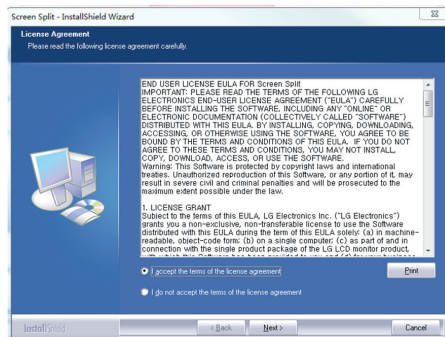 Screen Split - InstallShield Wizard
License Agreement
Please read the following license agreement carefully.
END USER LICENSE EULA FOR Screen Split
IMPORTANT: PLEASE READ THE TERMS OF THE FOLLOWING LG
ELECTRONICS END-USER LICENSE AGREEMENT ("EULA") CAREFULLY
BEFORE INSTALLING THE SOFTWARE, INCLUDING ANY "ONLINE" OR
ELECTRONIC DOCUMENTATION (COLLECTIVELY CALLED "SOFTWARE")
DISTRIBUTED WITH THIS EULA. BY INSTALLING, COPYING, DOWNLOADING,
ACCESSING, OR OTHERWISE USING THE SOFTWARE, YOU AGREE TO BE
BOUND BY THE TERMS AND CONDITIONS OF THIS EULA. IF YOU DO NOT
AGREE TO THESE TERMS AND CONDITIONS, YOU MAY NOT INSTALL,
COPY, DOWNLOAD, ACCESS, OR USE THE SOFTWARE.
Warning: This Software is protected by copyright laws and international
treaties. Unauthorized reproduction of this Software, or any portion of it, may
result in severe civil and criminal penalties and will be prosecuted to the
maximum extent possible under the law.
1. LICENSE GRANT
Subject to the terms of this EULA, LG Electronics Inc. ("LG Electronics")
grants you a non-exclusive, non-transferable license to use the Software
distributed with this EULA during the term of this EULA solely: (a) in machine-
readable, object-code form; (b) on a single computer; (c) as part of and in
connection with the single product package of the LG LCD monitor product,
I accept the terms of the license agreement
Print
I do not accept the terms of the license agreement
InstallShield
< Back
Next >
Cancel